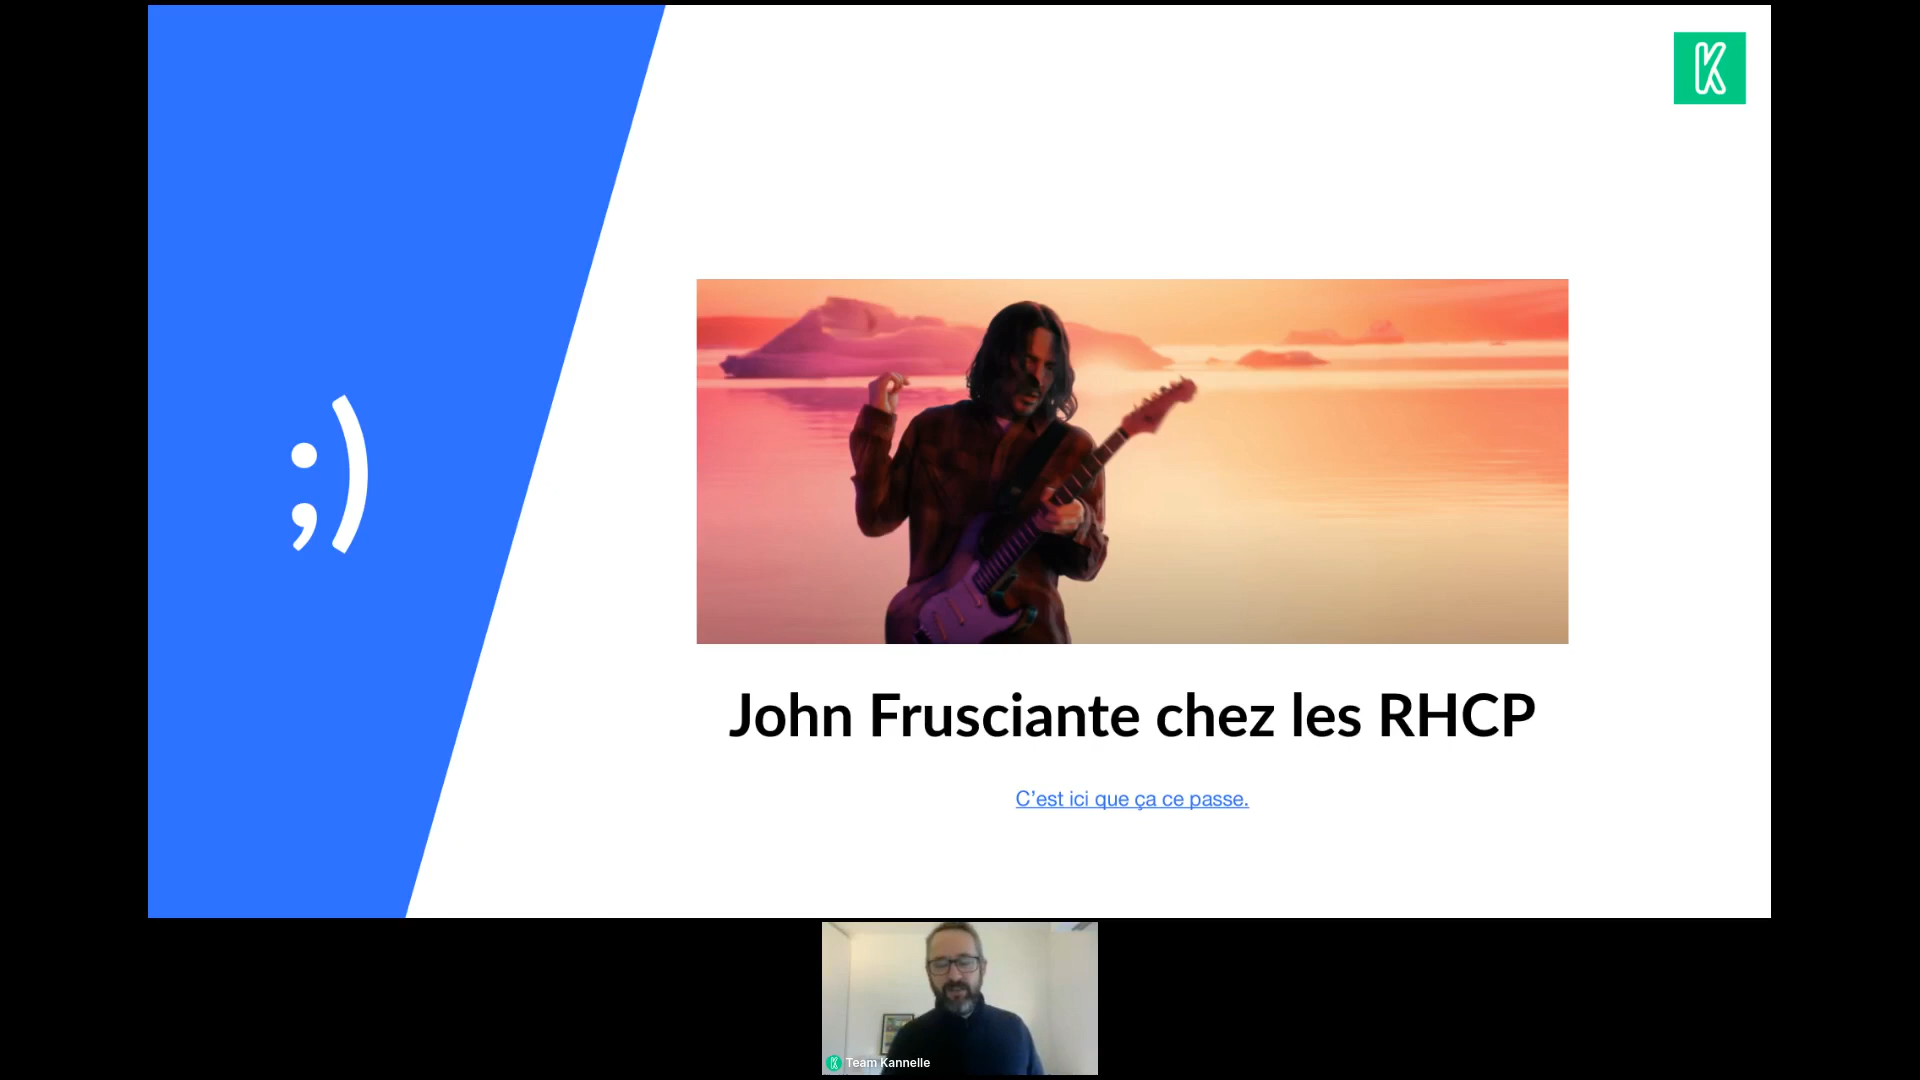 K
;)
John Frusciante chez les RHCP
C’est ici que ça ce passe.
Team Kannelle